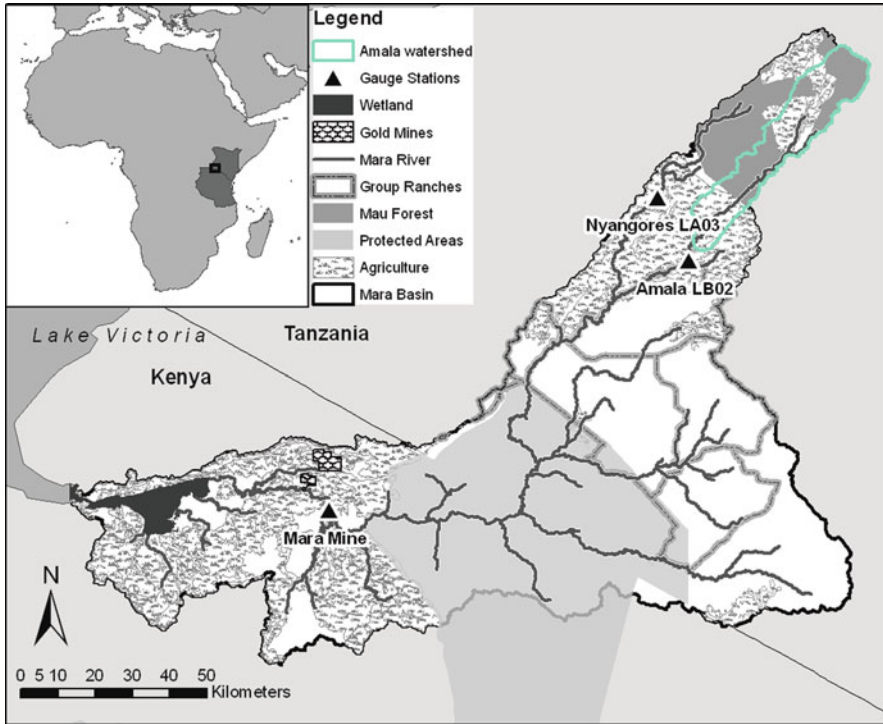 Legend
Amala watershed
Gauge Stations
Wetland
Gold Mines
Mara River
Group Ranches
Mau Forest
Protected Areas
Agriculture
Mara Basin
Nyangores LA03
Amala LB02
Lake Victoria
Tanzania
Kenya
Mara Mine
N
0 5 10 20 30 40 50
Kilometers